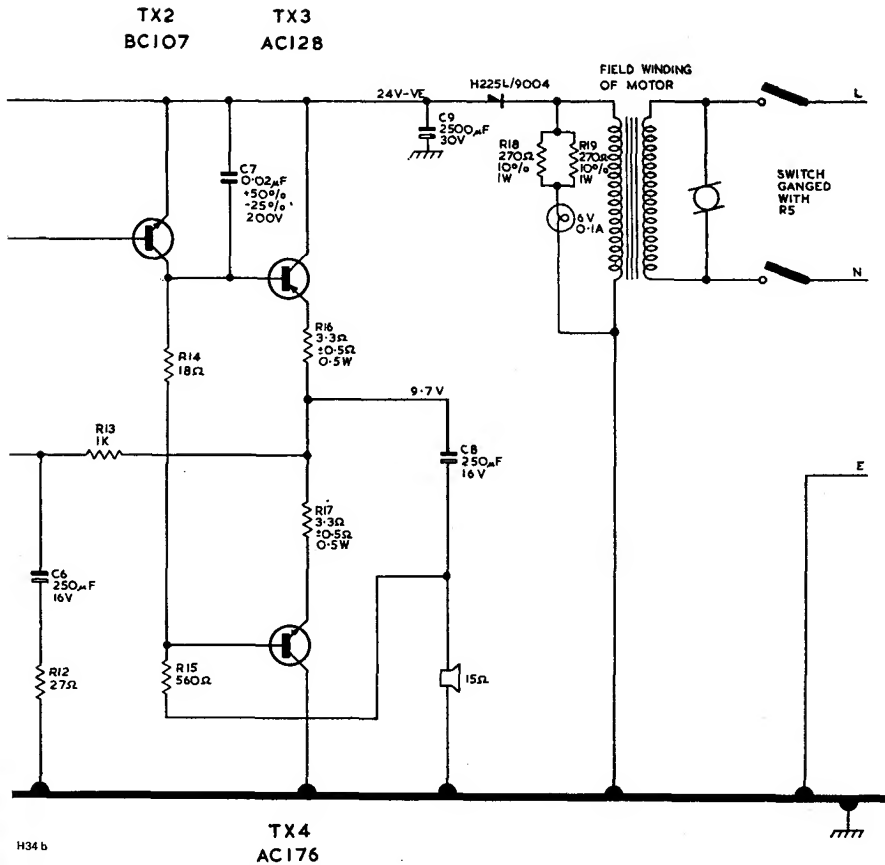 TX2
BC107
TX3
AC128
24V-VE
H225L/9004
FIELD WINDING
OF MOTOR
L
C9
2500µF
30V
R18
270Ω
10%
1W
R19
270Ω
10%
1W
C7
0·02µF
+50%
-25%
200V
SWITCH
GANGED
WITH
R5
6V
0·1A
N
R16
3·3Ω
±0·5Ω
0·5W
R14
18Ω
9·7V
R13
1K
C8
250µF
16V
E
R17
3·3Ω
±0·5Ω
0·5W
C6
250µF
16V
R12
27Ω
R15
560Ω
15Ω
H34 b
TX4
AC176